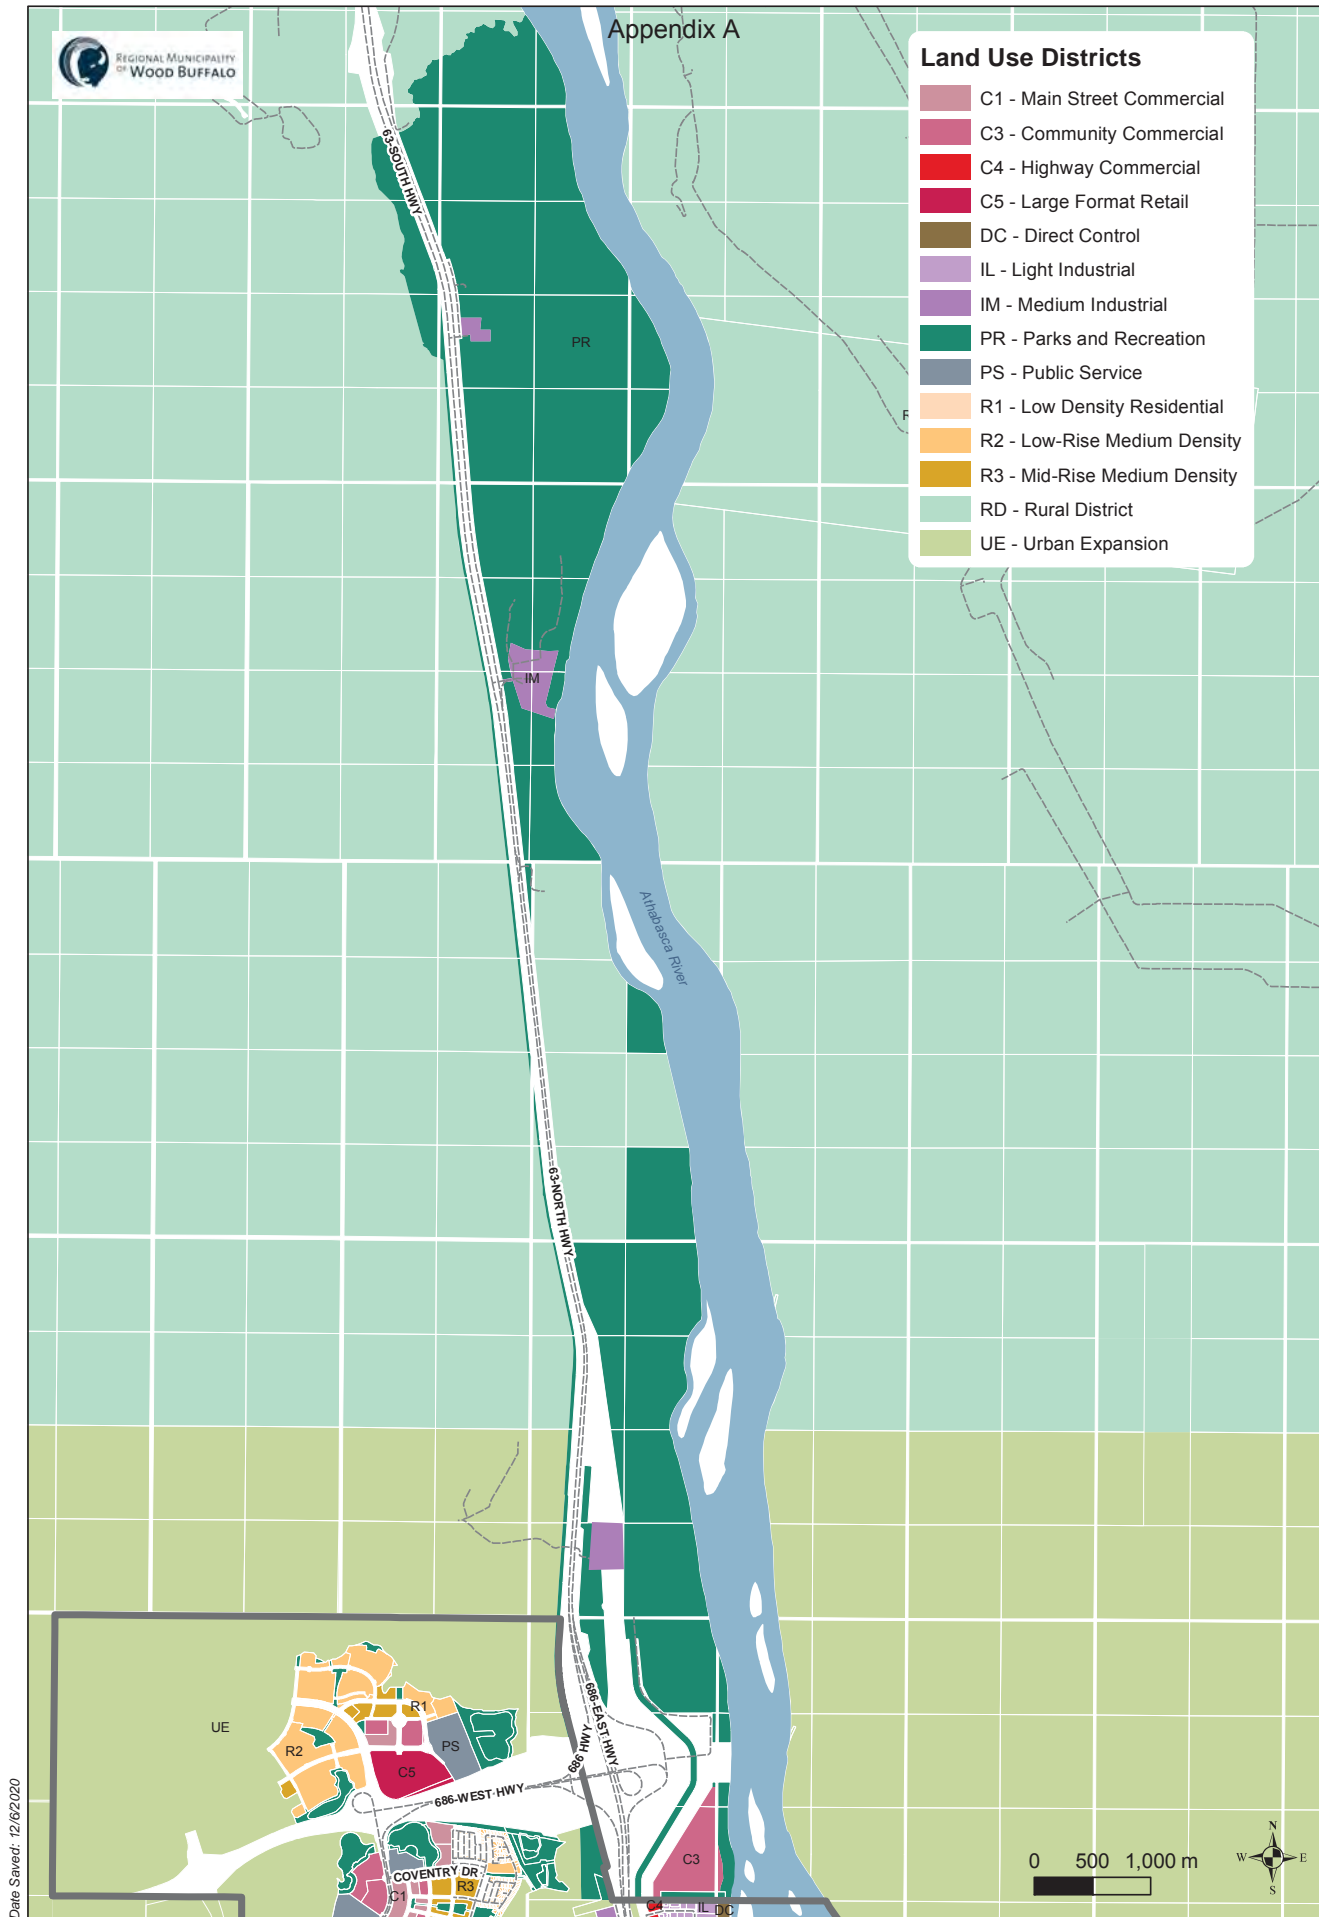 Appendix A
REGIONAL MUNICIPALITY
OF WOOD BUFFALO
Land Use Districts
C1 - Main Street Commercial
C3 - Community Commercial
C4 - Highway Commercial
C5 - Large Format Retail
DC - Direct Control
IL - Light Industrial
IM - Medium Industrial
PR - Parks and Recreation
PS - Public Service
R1 - Low Density Residential
R2 - Low-Rise Medium Density
R3 - Mid-Rise Medium Density
RD - Rural District
UE - Urban Expansion
63-SOUTH HWY
PR
IM
Athabasca River
63-NORTH HWY
686-EAST HWY
686 HWY
686-WEST HWY
UE
R1
R2
PS
C5
COVENTRY DR
C1
R3
C3
C4
IL
DC
0 500 1,000 m
N
W E
S
Date Saved: 12/6/2020